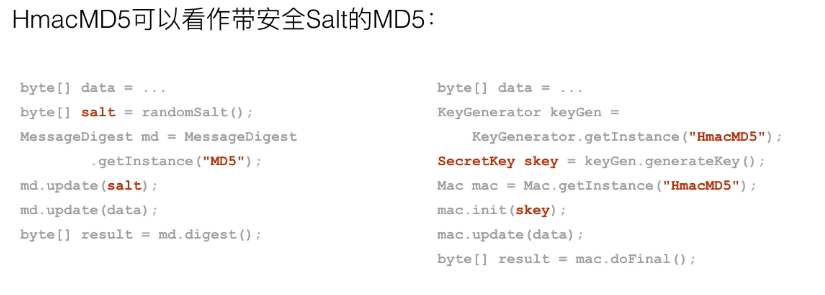 HmacMD5可以看作带安全Salt的MD5：
byte[] data = ...
byte[] salt = randomSalt();
MessageDigest md = MessageDigest
.getInstance("MD5");
md.update(salt);
md.update(data);
byte[] result = md.digest();
byte[] data = ...
KeyGenerator keyGen =
KeyGenerator.getInstance("HmacMD5");
SecretKey skey = keyGen.generateKey();
Mac mac = Mac.getInstance("HmacMD5");
mac.init(skey);
mac.update(data);
byte[] result = mac.doFinal();